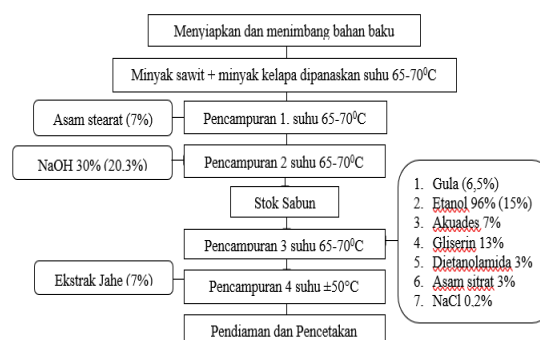 Menyiapkan dan menimbang bahan baku
Minyak sawit + minyak kelapa dipanaskan suhu 65-70⁰C
Asam stearat (7%)
Pencampuran 1. suhu 65-70⁰C
NaOH 30% (20.3%)
Pencampuran 2 suhu 65-70⁰C
Stok Sabun
Pencampuran 3 suhu 65-70⁰C
1. Gula (6,5%)
2. Etanol 96% (15%)
3. Akuades 7%
4. Gliserin 13%
5. Dietanolamida 3%
6. Asam sitrat 3%
7. NaCl 0.2%
Ekstrak Jahe (7%)
Pencampuran 4 suhu ±50°C
Pendiaman dan Pencetakan